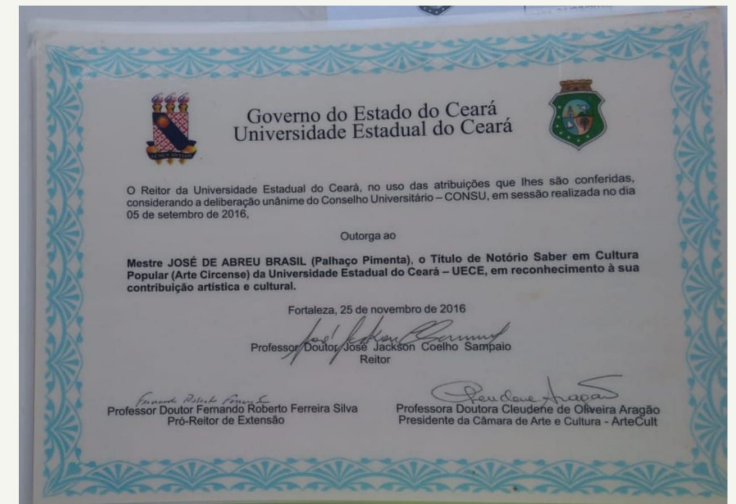 Governo do Estado do Ceará
Universidade Estadual do Ceará
O Reitor da Universidade Estadual do Ceará, no uso das atribuições que lhes são conferidas,
considerando a deliberação unânime do Conselho Universitário – CONSU, em sessão realizada no dia
05 de setembro de 2016,
Outorga ao
Mestre JOSÉ DE ABREU BRASIL (Palhaço Pimenta), o Título de Notório Saber em Cultura
Popular (Arte Circense) da Universidade Estadual do Ceará – UECE, em reconhecimento à sua
contribuição artística e cultural.
Fortaleza, 25 de novembro de 2016
Professor Doutor José Jackson Coelho Sampaio
Reitor
Professor Doutor Fernando Roberto Ferreira Silva
Pró-Reitor de Extensão
Professora Doutora Cleudene de Oliveira Aragão
Presidente da Câmara de Arte e Cultura - ArteCult